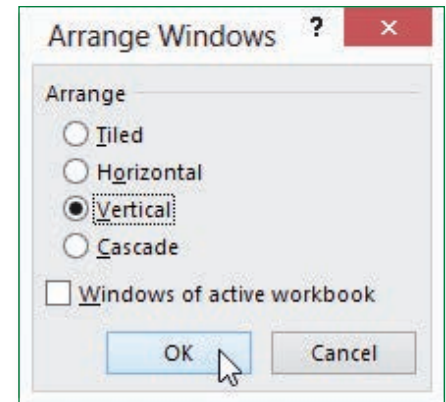 Arrange Windows ? ×
Arrange
Tiled
Horizontal
Vertical
Cascade
Windows of active workbook
OK Cancel